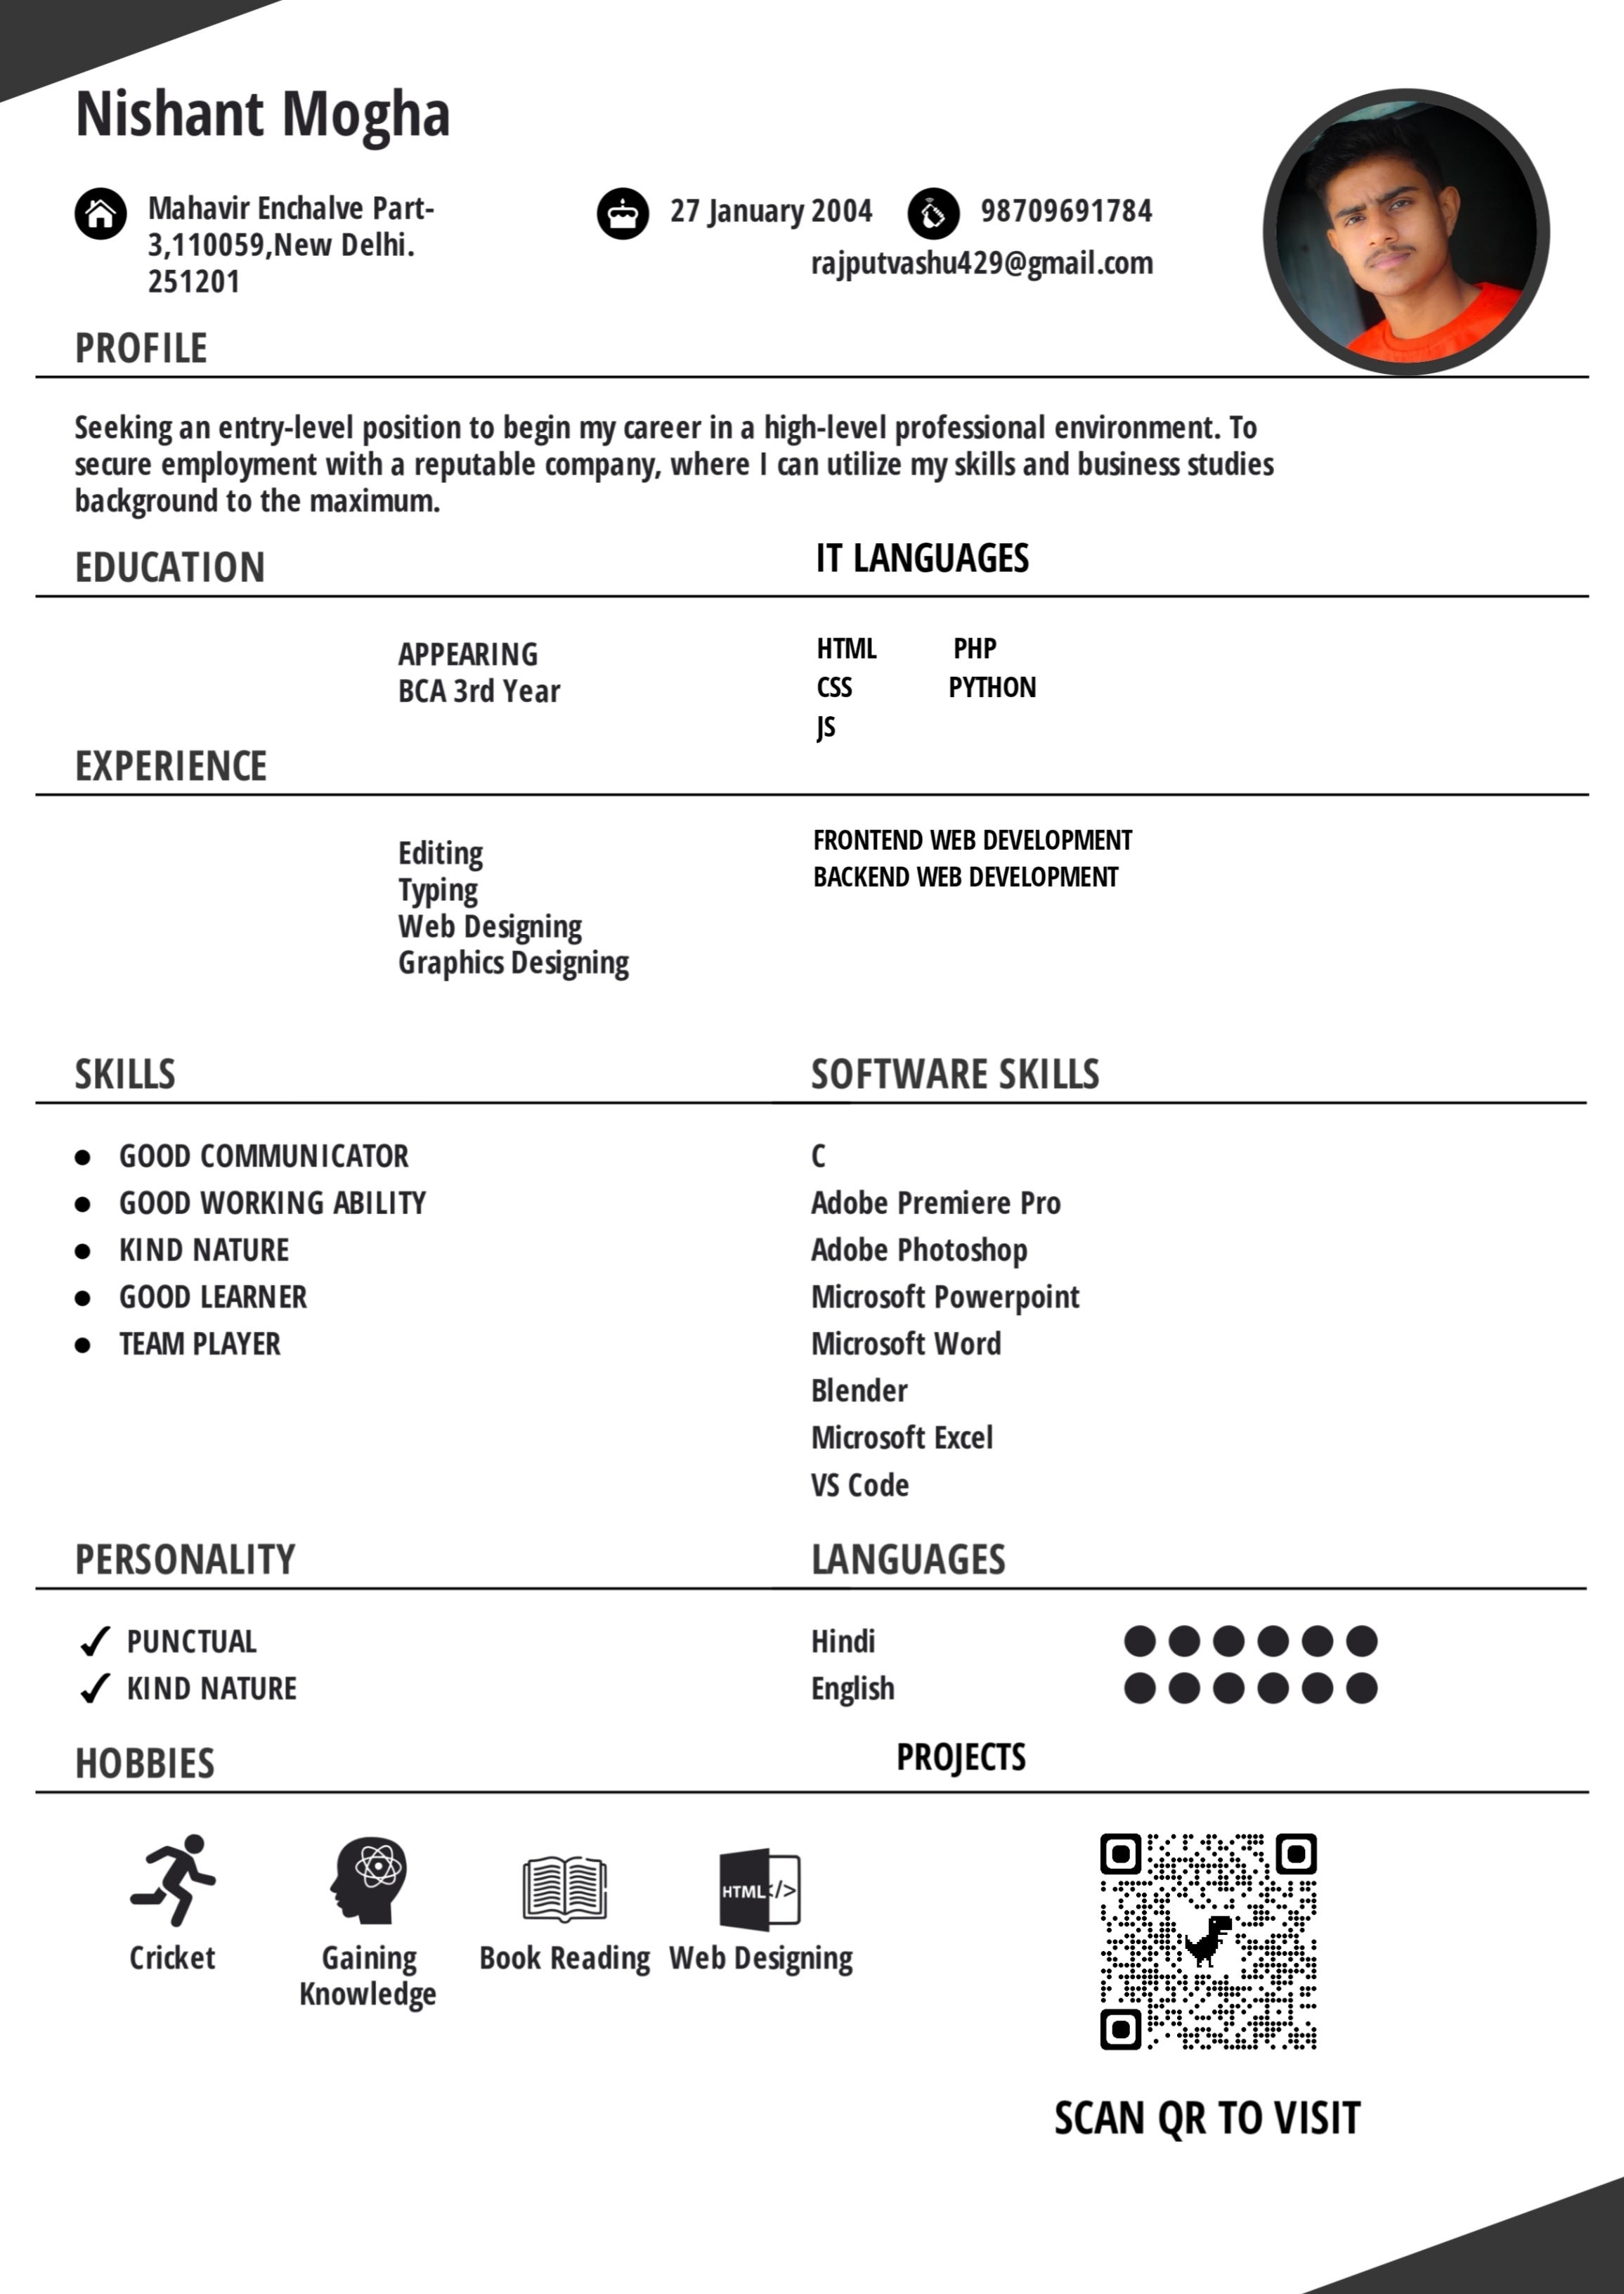 Nishant Mogha
Mahavir Enchalve Part-
3,110059,New Delhi.
251201
27 January 2004
98709691784
rajputvashu429@gmail.com
PROFILE
Seeking an entry-level position to begin my career in a high-level professional environment. To
secure employment with a reputable company, where I can utilize my skills and business studies
background to the maximum.
EDUCATION
APPEARING
BCA 3rd Year
IT LANGUAGES
HTML PHP
CSS PYTHON
JS
EXPERIENCE
Editing
Typing
Web Designing
Graphics Designing
FRONTEND WEB DEVELOPMENT
BACKEND WEB DEVELOPMENT
SKILLS
GOOD COMMUNICATOR
GOOD WORKING ABILITY
KIND NATURE
GOOD LEARNER
TEAM PLAYER
SOFTWARE SKILLS
C
Adobe Premiere Pro
Adobe Photoshop
Microsoft Powerpoint
Microsoft Word
Blender
Microsoft Excel
VS Code
PERSONALITY
PUNCTUAL
KIND NATURE
LANGUAGES
Hindi
English
HOBBIES
Cricket
Gaining
Knowledge
Book Reading
HTML </>
Web Designing
PROJECTS
SCAN QR TO VISIT